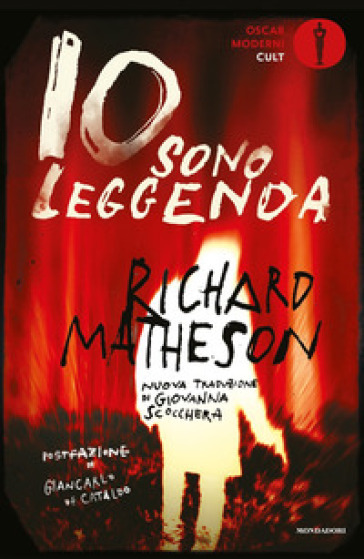 OSCAR
MODERNI
CULT
IO
SONO
LEGGENDA
RICHARD
MATHESON
NUOVA TRADUZIONE
DI GIOVANNA
SCOCCHERA
POSTFAZIONE
DI
GIANCARLO
DE CATALDO
MONDADORI